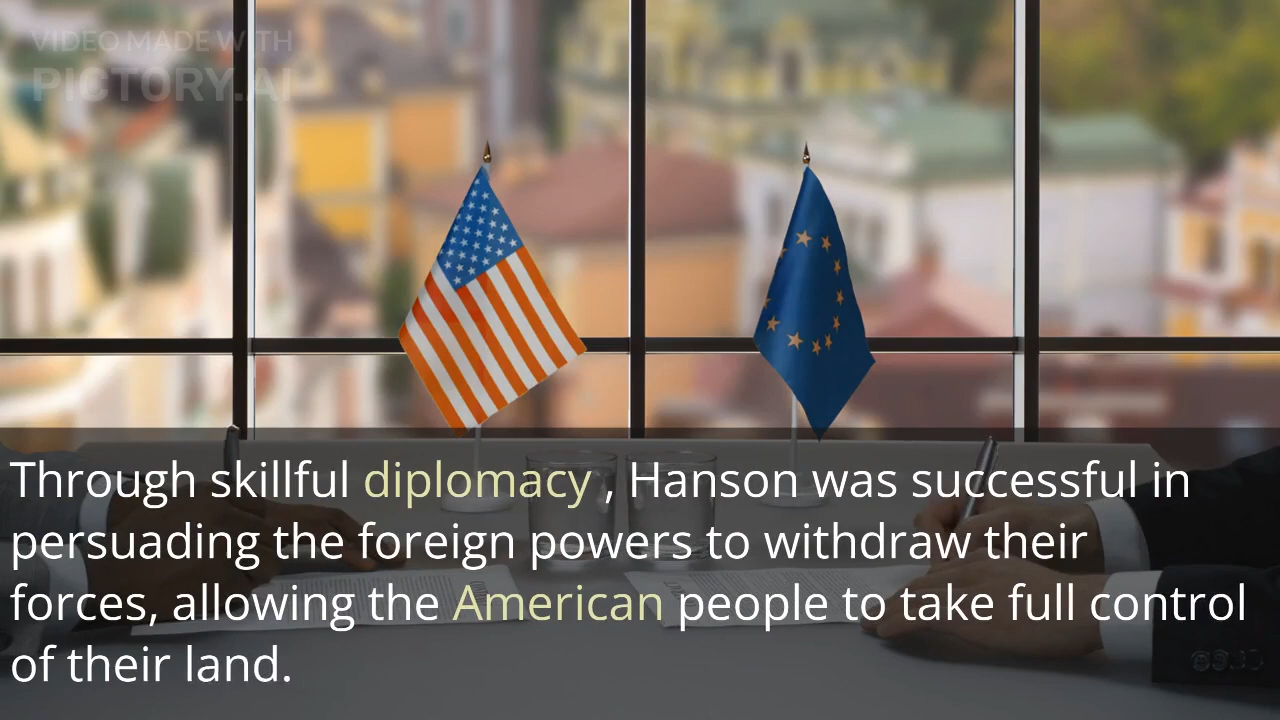 VIDEO MADE WITH
PICTORY.AI
Through skillful diplomacy , Hanson was successful in
persuading the foreign powers to withdraw their
forces, allowing the American people to take full control
of their land.